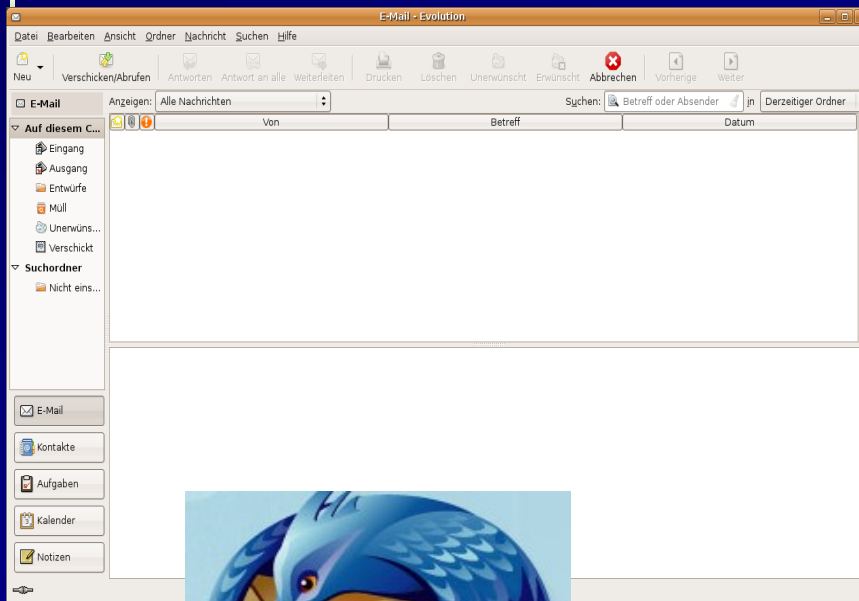 E-Mail - Evolution
Datei Bearbeiten Ansicht Ordner Nachricht Suchen Hilfe
Neu Verschicken/Abrufen Antworten Antwort an alle Weiterleiten Drucken Löschen Unerwünscht Erwünscht Abbrechen Vorherige Weiter
E-Mail Anzeigen: Alle Nachrichten Suchen: Betreff oder Absender in Derzeitiger Ordner
Von Betreff Datum
Auf diesem C...
Eingang
Ausgang
Entwürfe
Müll
Unerwüns...
Verschickt
Suchordner
Nicht eins...
E-Mail
Kontakte
Aufgaben
Kalender
Notizen